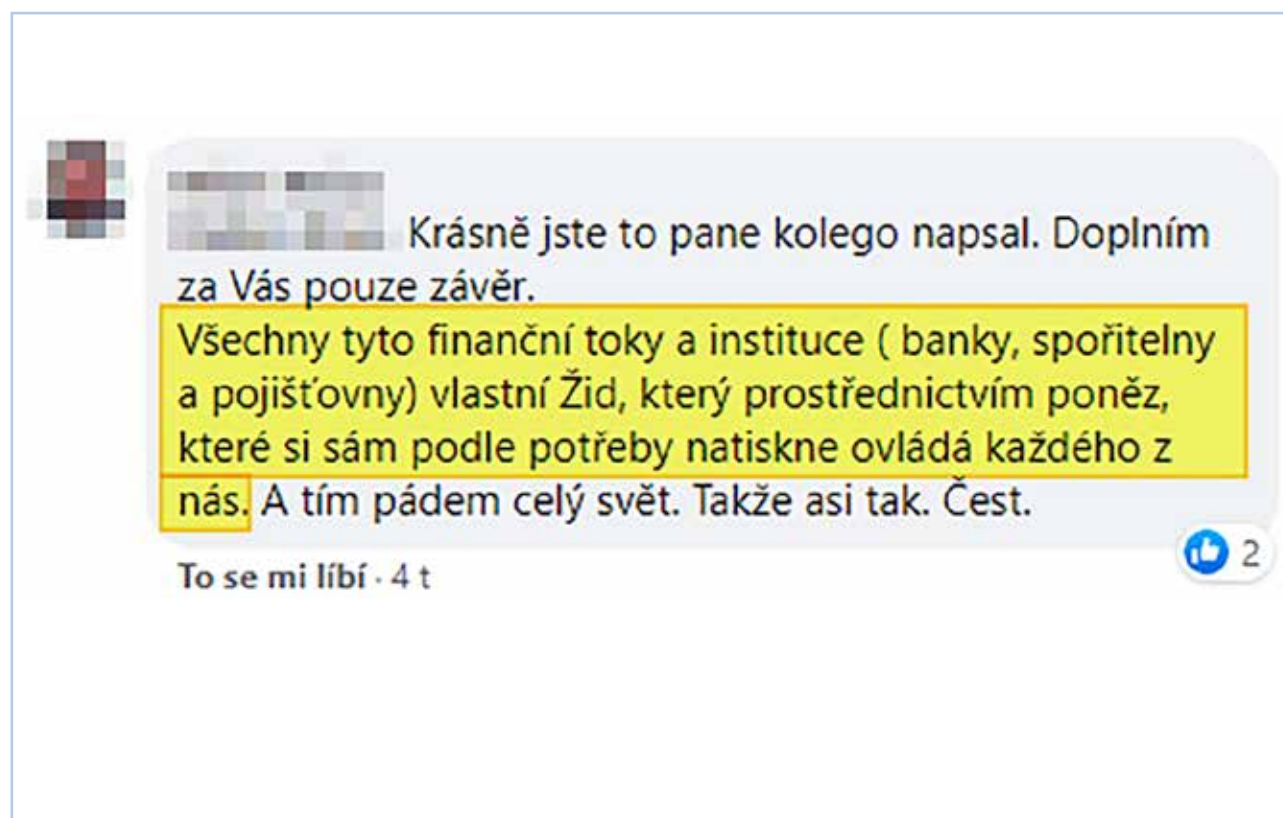 Krásně jste to pane kolego napsal. Doplním
za Vás pouze závěr.
Všechny tyto finanční toky a instituce ( banky, spořitelny
a pojišťovny) vlastní Žid, který prostřednictvím poněz,
které si sám podle potřeby natiskne ovládá každého z
nás. A tím pádem celý svět. Takže asi tak. Čest.
2
To se mi líbí · 4 t